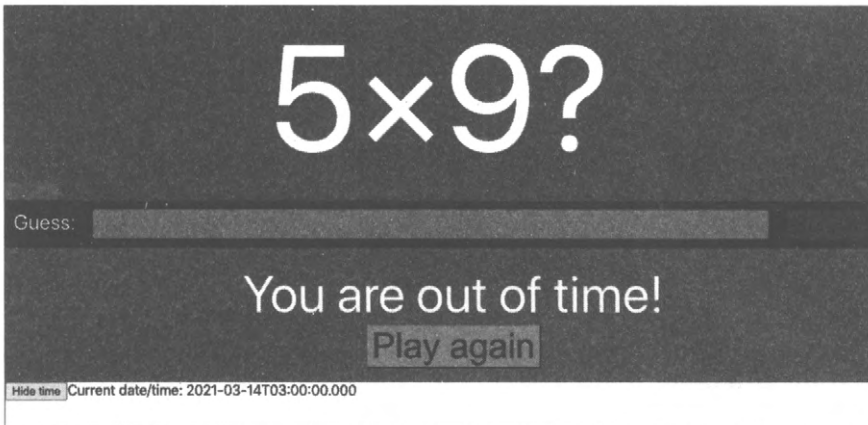 5×9?
Guess:
You are out of time!
Play again
Hide time Current date/time: 2021-03-14T03:00:00.000